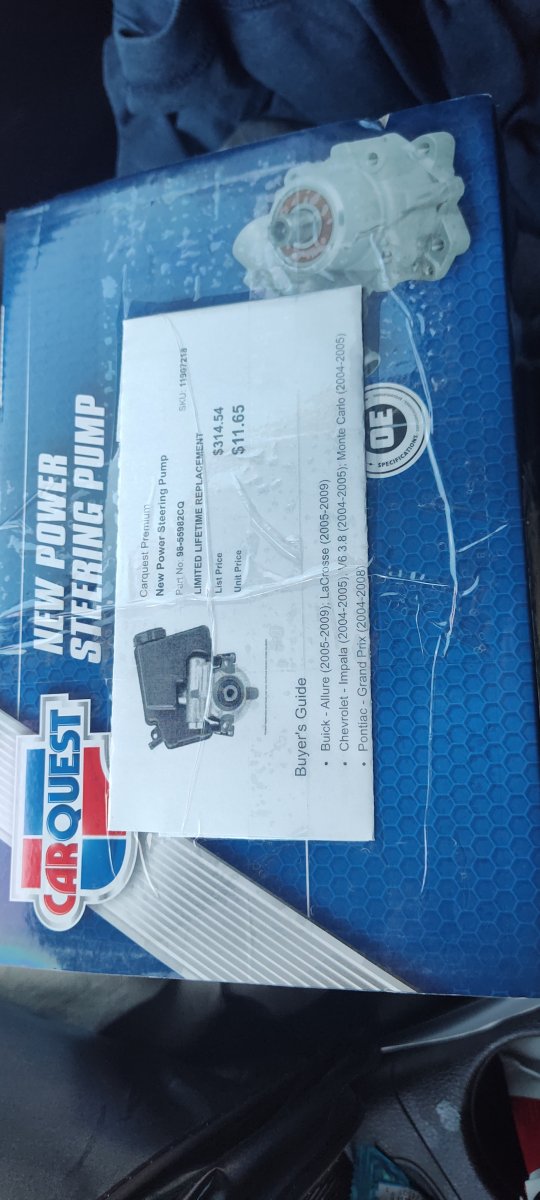 NEW POWER
STEERING PUMP
CARQUEST
Carquest Premium
New Power Steering Pump
Part No: 98-55982CQ SKU: 11997218
LIMITED LIFETIME REPLACEMENT
List Price $314.54
Unit Price $11.65
Buyer's Guide
• Buick - Allure (2005-2009); LaCrosse (2005-2009)
• Chevrolet - Impala (2004-2005), V6 3.8 (2004-2005); Monte Carlo (2004-2005)
• Pontiac - Grand Prix (2004-2008)
OE
SPECIFICATIONS